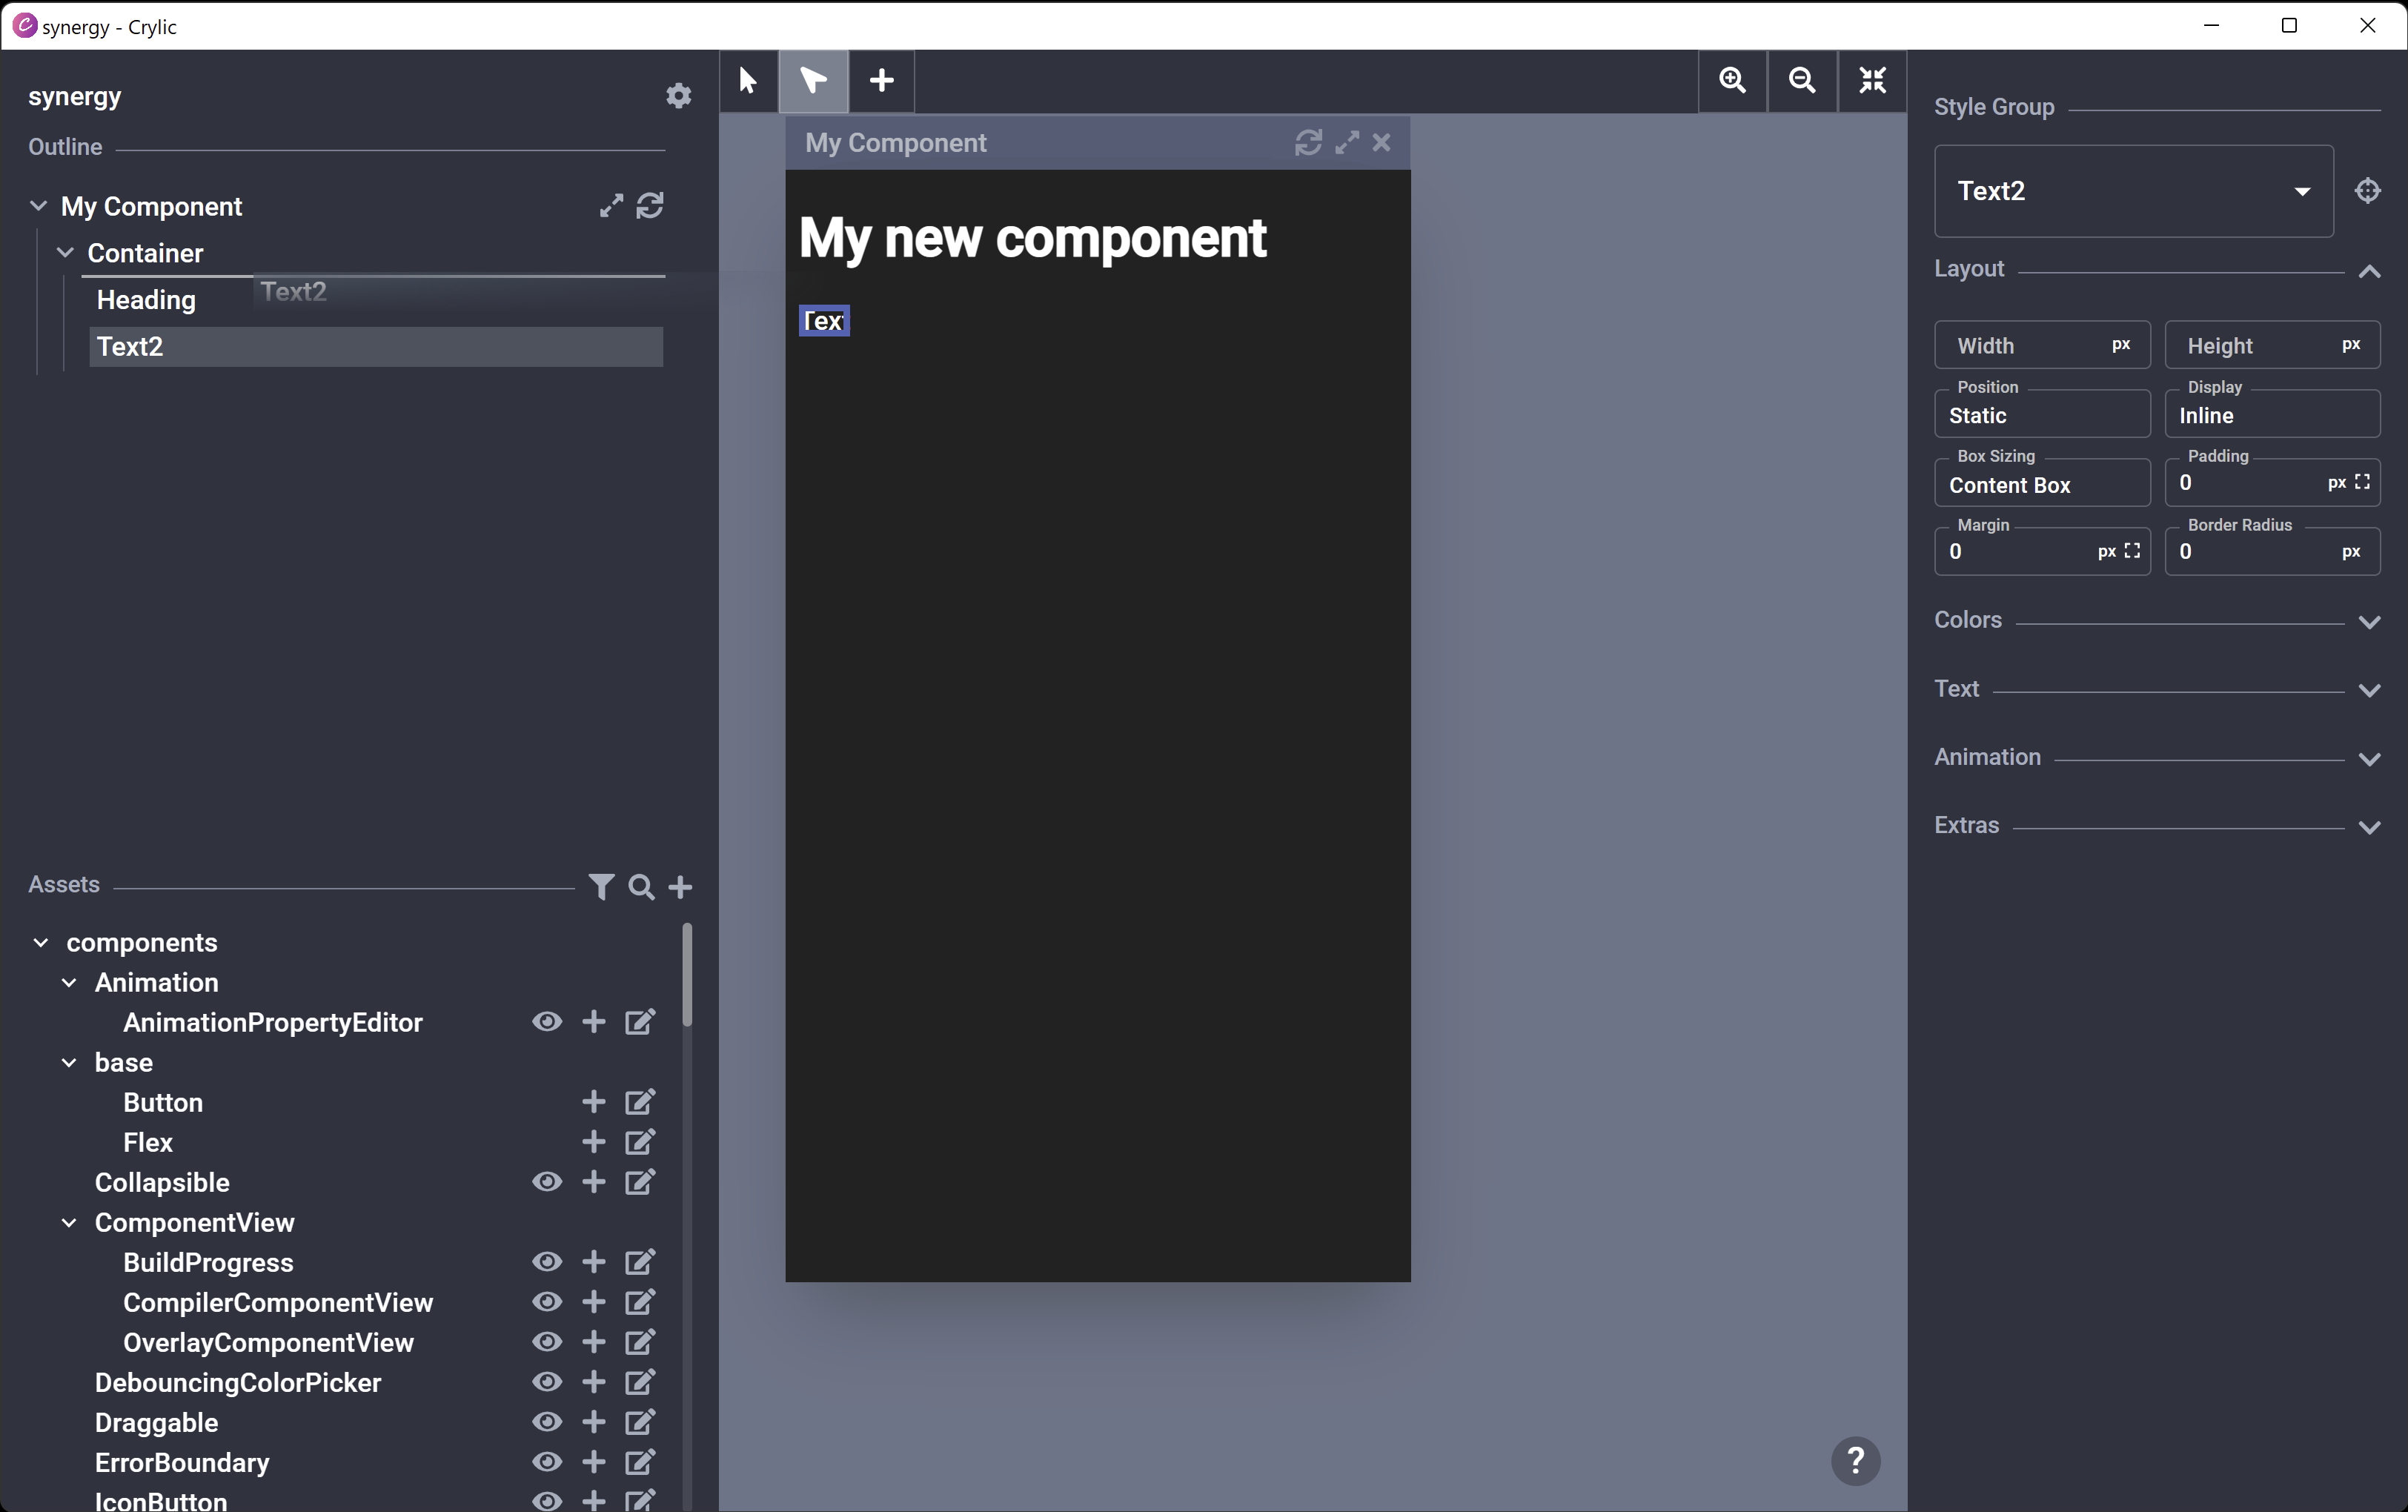 synergy - Crylic
synergy
Outline
My Component
Container
Heading
Text2
Text2
Assets
components
Animation
AnimationPropertyEditor
base
Button
Flex
Collapsible
ComponentView
BuildProgress
CompilerComponentView
OverlayComponentView
DebouncingColorPicker
Draggable
ErrorBoundary
IconButton
My Component
My new component
Text
?
Style Group
Text2
Layout
Width px
Height px
Position
Static
Display
Inline
Box Sizing
Content Box
Padding
0 px
Margin
0 px
Border Radius
0 px
Colors
Text
Animation
Extras